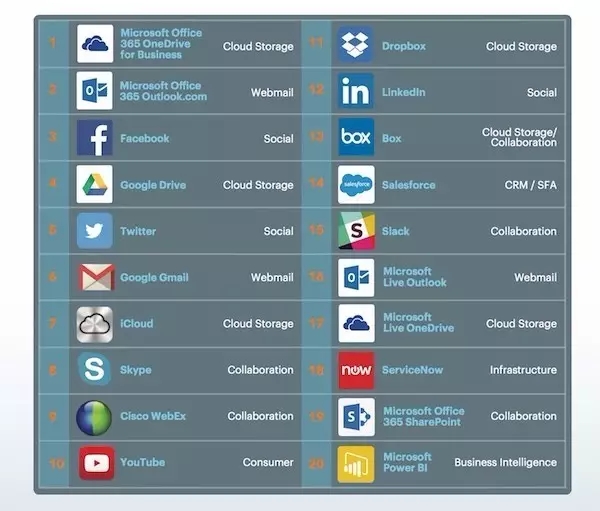 1
Microsoft Office
365 OneDrive
for Business
Cloud Storage
2
Microsoft Office
365 Outlook.com
Webmail
3
Facebook
Social
4
Google Drive
Cloud Storage
5
Twitter
Social
6
Google Gmail
Webmail
7
iCloud
Cloud Storage
8
S
Skype
Collaboration
9
Cisco WebEx
Collaboration
10
YouTube
Consumer
11
Dropbox
Cloud Storage
12
in
LinkedIn
Social
13
box
Box
Cloud Storage/
Collaboration
14
salesforce
Salesforce
CRM / SFA
15
S
Slack
Collaboration
16
Microsoft
Live Outlook
Webmail
17
Microsoft
Live OneDrive
Cloud Storage
18
now
ServiceNow
Infrastructure
19
S
Microsoft Office
365 SharePoint
Collaboration
20
Microsoft
Power BI
Business Intelligence